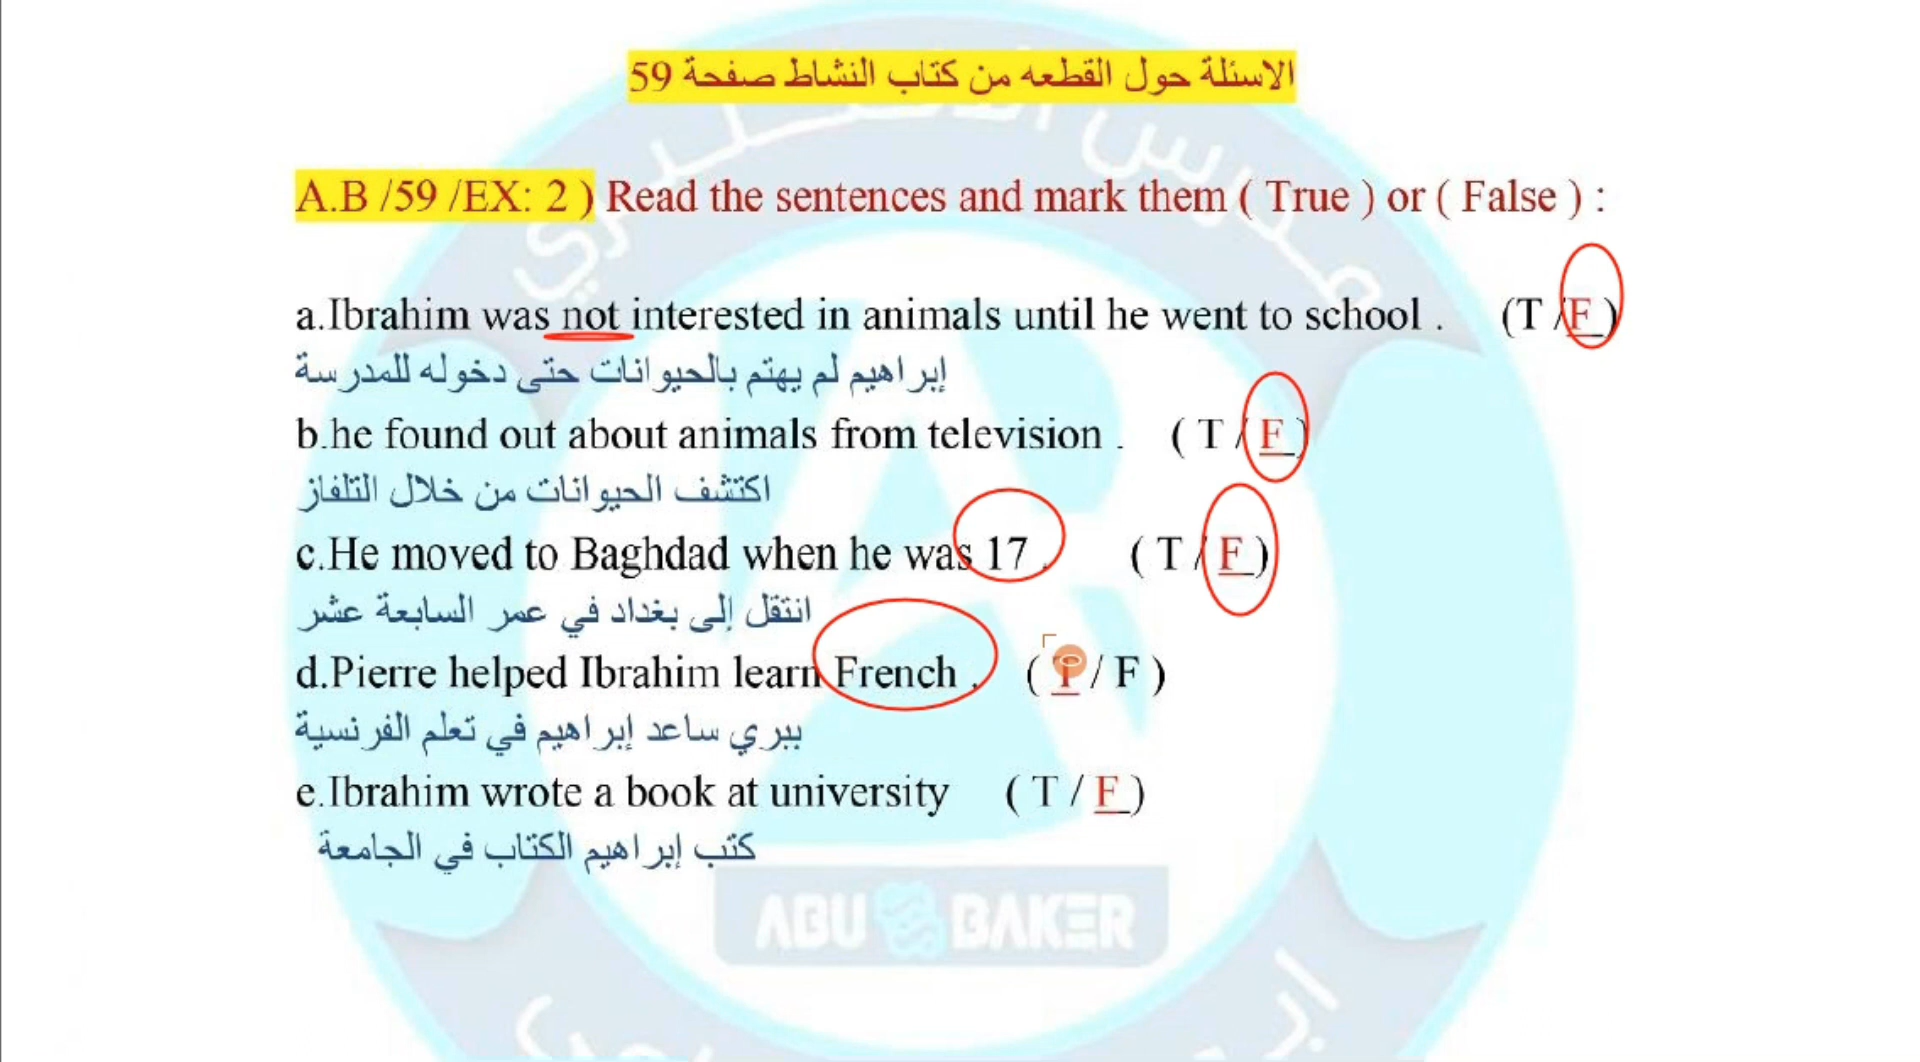 الاسئلة حول القطعه من كتاب النشاط صفحة 59
A.B /59 /EX: 2 ) Read the sentences and mark them ( True ) or ( False ) :
a.Ibrahim was not interested in animals until he went to school . (T /F )
إبراهيم لم يهتم بالحيوانات حتى دخوله للمدرسة
b.he found out about animals from television . ( T / F )
اكتشف الحيوانات من خلال التلفاز
c.He moved to Baghdad when he was 17 . ( T / F )
انتقل إلى بغداد في عمر السابعة عشر
d.Pierre helped Ibrahim learn French . ( T / F )
بيري ساعد إبراهيم في تعلم الفرنسية
e.Ibrahim wrote a book at university ( T / F )
كتب إبراهيم الكتاب في الجامعة
ABU BAKER